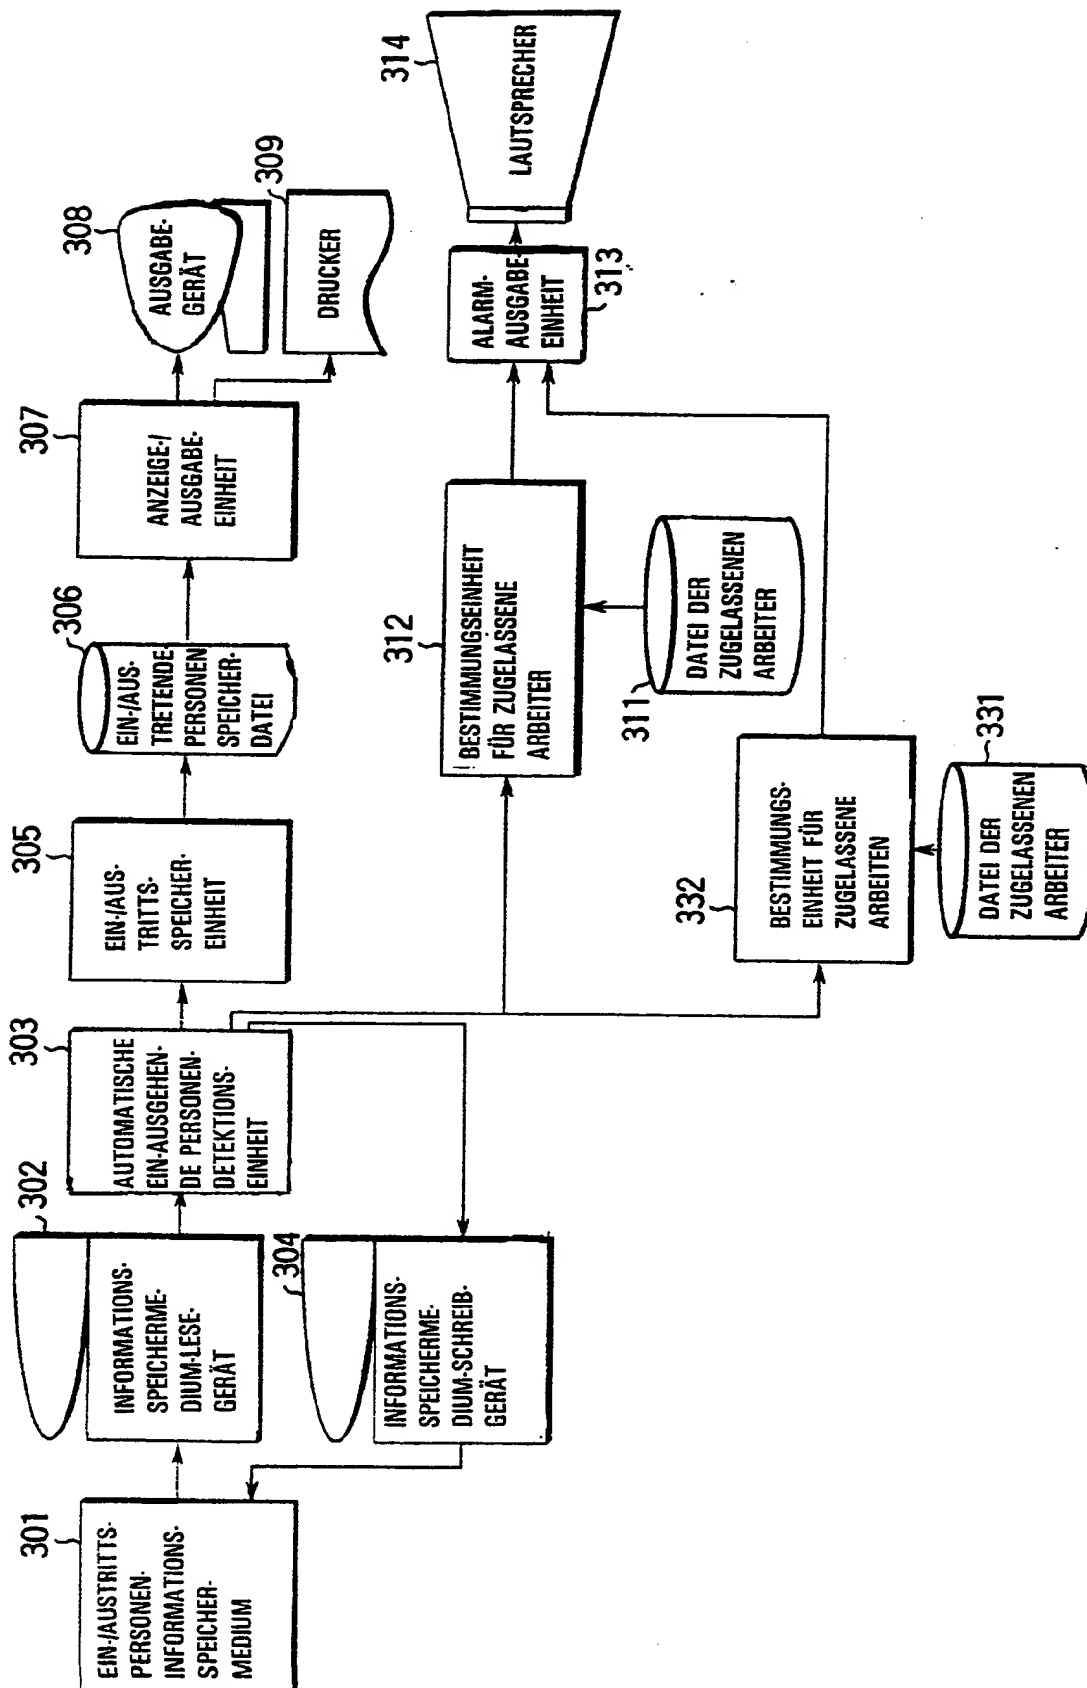 301
EIN-/AUSTRITTS-
PERSONEN-
INFORMATIONS-
SPEICHER-
MEDIUM
302
INFORMATIONS-
SPEICHERME-
DIUM-LESE-
GERÄT
303
AUTOMATISCHE
EIN-AUSGEHEN-
DE PERSONEN-
DETEKTIONS-
EINHEIT
304
INFORMATIONS-
SPEICHERME-
DIUM-SCHREIB-
GERÄT
305
EIN-/AUS-
TRITTS-
SPEICHER-
EINHEIT
306
EIN-/AUS-
TRETENDE-
PERSONEN
SPEICHER-
DATEI
307
ANZEIGE-/
AUSGABE-
EINHEIT
308
AUSGABE-
GERÄT
309
DRUCKER
312
BESTIMMUNGSEINHEIT
FÜR ZUGELASSENE
ARBEITER
311
DATEI DER
ZUGELASSENEN
ARBEITER
313
ALARM-
AUSGABE-
EINHEIT
314
LAUTSPRECHER
332
BESTIMMUNGS-
EINHEIT FÜR
ZUGELASSENE
ARBEITEN
331
DATEI DER
ZUGELASSENEN
ARBEITER